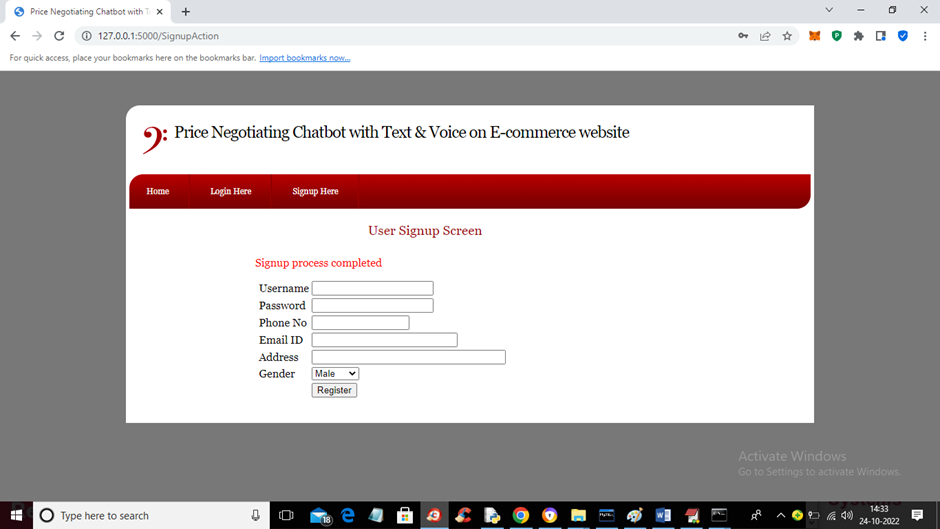 Price Negotiating Chatbot with T
127.0.0.1:5000/SignupAction
For quick access, place your bookmarks here on the bookmarks bar. Import bookmarks now...
Price Negotiating Chatbot with Text & Voice on E-commerce website
Home Login Here Signup Here
User Signup Screen
Signup process completed
Username
Password
Phone No
Email ID
Address
Gender Male
Register
Activate Windows
Go to Settings to activate Windows.
Type here to search
18
14:33
24-10-2022